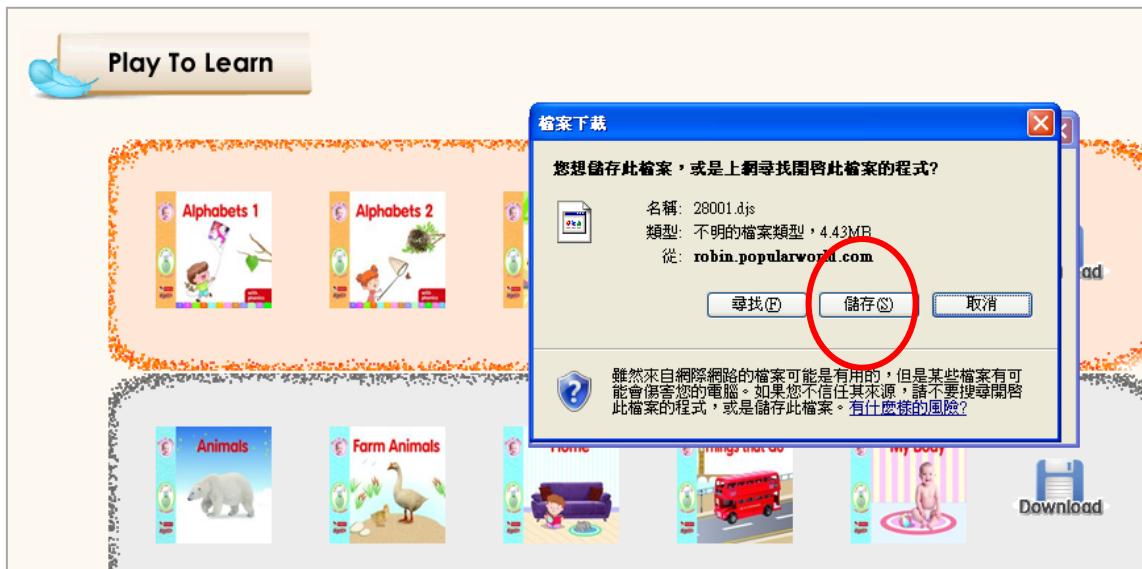 Play To Learn
檔案下載
您想儲存此檔案，或是上網尋找開啟此檔案的程式?
名稱: 28001.djs
類型: 不明的檔案類型，4.43MB
從: robin.popularworld.com
尋找(F)
儲存(S)
取消
雖然來自網際網路的檔案可能是有用的，但是某些檔案有可
能會傷害您的電腦。如果您不信任其來源，請不要搜尋開啟
此檔案的程式，或是儲存此檔案。有什麼樣的風險?
Alphabets 1
with phonics
Alphabets 2
with phonics
ad
Animals
Farm Animals
Home
Things that Go
My Body
Download